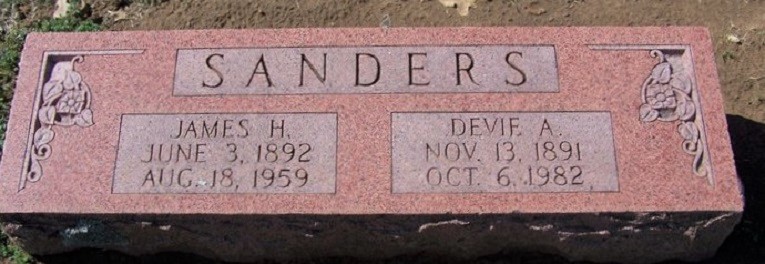 SANDERS
JAMES H.
JUNE 3, 1892
AUG. 18, 1959
DEVIE A.
NOV. 13, 1891
OCT. 6, 1982